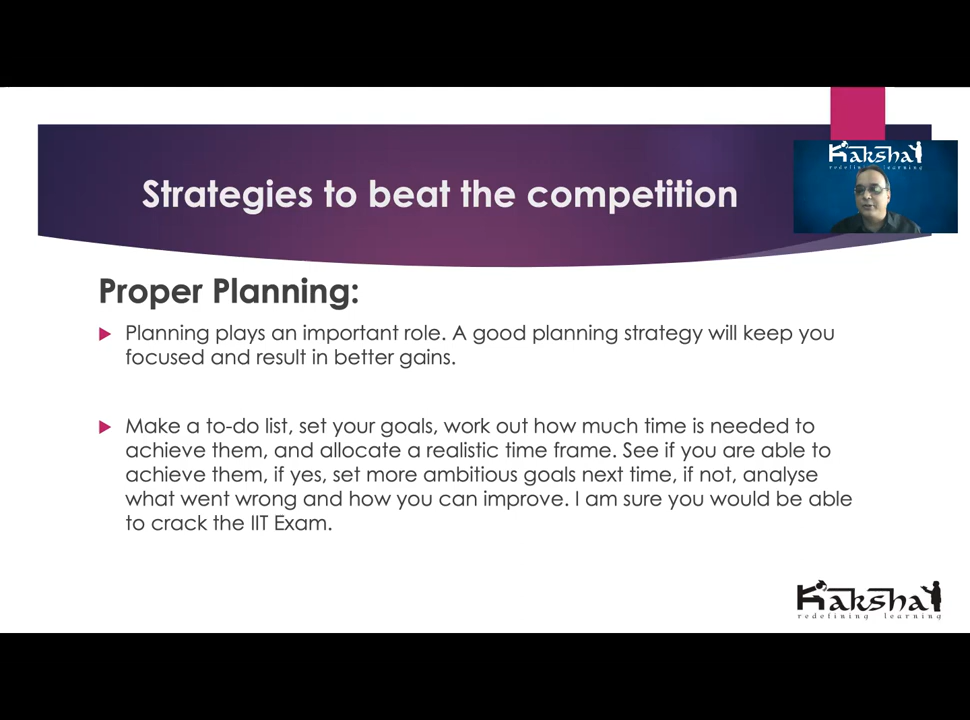 Kaksha
redefining learning
Strategies to beat the competition
Proper Planning:
Planning plays an important role. A good planning strategy will keep you
focused and result in better gains.
Make a to-do list, set your goals, work out how much time is needed to
achieve them, and allocate a realistic time frame. See if you are able to
achieve them, if yes, set more ambitious goals next time, if not, analyse
what went wrong and how you can improve. I am sure you would be able
to crack the IIT Exam.
Kaksha
redefining learning